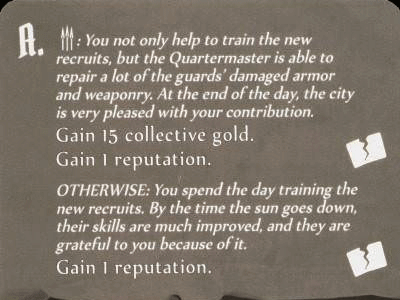 A. : You not only help to train the new
recruits, but the Quartermaster is able to
repair a lot of the guards' damaged armor
and weaponry. At the end of the day, the city
is very pleased with your contribution.
Gain 15 collective gold.
Gain 1 reputation.
OTHERWISE: You spend the day training the
new recruits. By the time the sun goes down,
their skills are much improved, and they are
grateful to you because of it.
Gain 1 reputation.